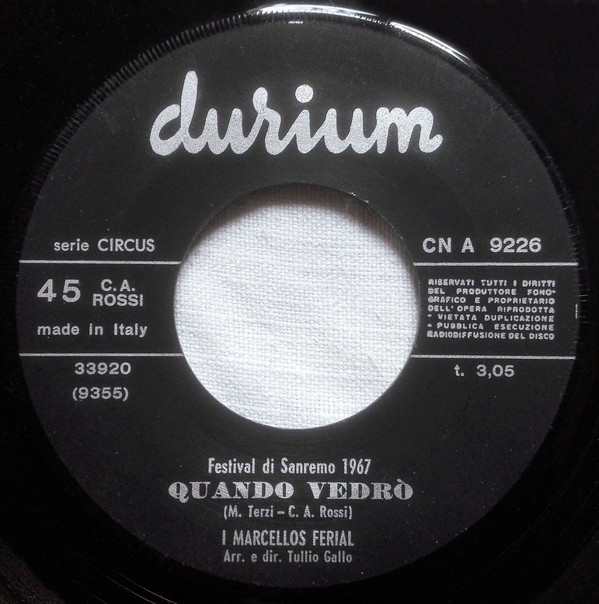 durium
serie CIRCUS
CN A 9226
45 C.A. ROSSI
made in Italy
RISERVATI TUTTI I DIRITTI
DEL PRODUTTORE FONO-
GRAFICO E PROPRIETARIO
DELL'OPERA RIPRODOTTA
- VIETATA DUPLICAZIONE
- PUBBLICA ESECUZIONE
RADIODIFFUSIONE DEL DISCO
33920
(9355)
t. 3,05
Festival di Sanremo 1967
QUANDO VEDRÒ
(M. Terzi - C. A. Rossi)
I MARCELLOS FERIAL
Arr. e dir. Tullio Gallo